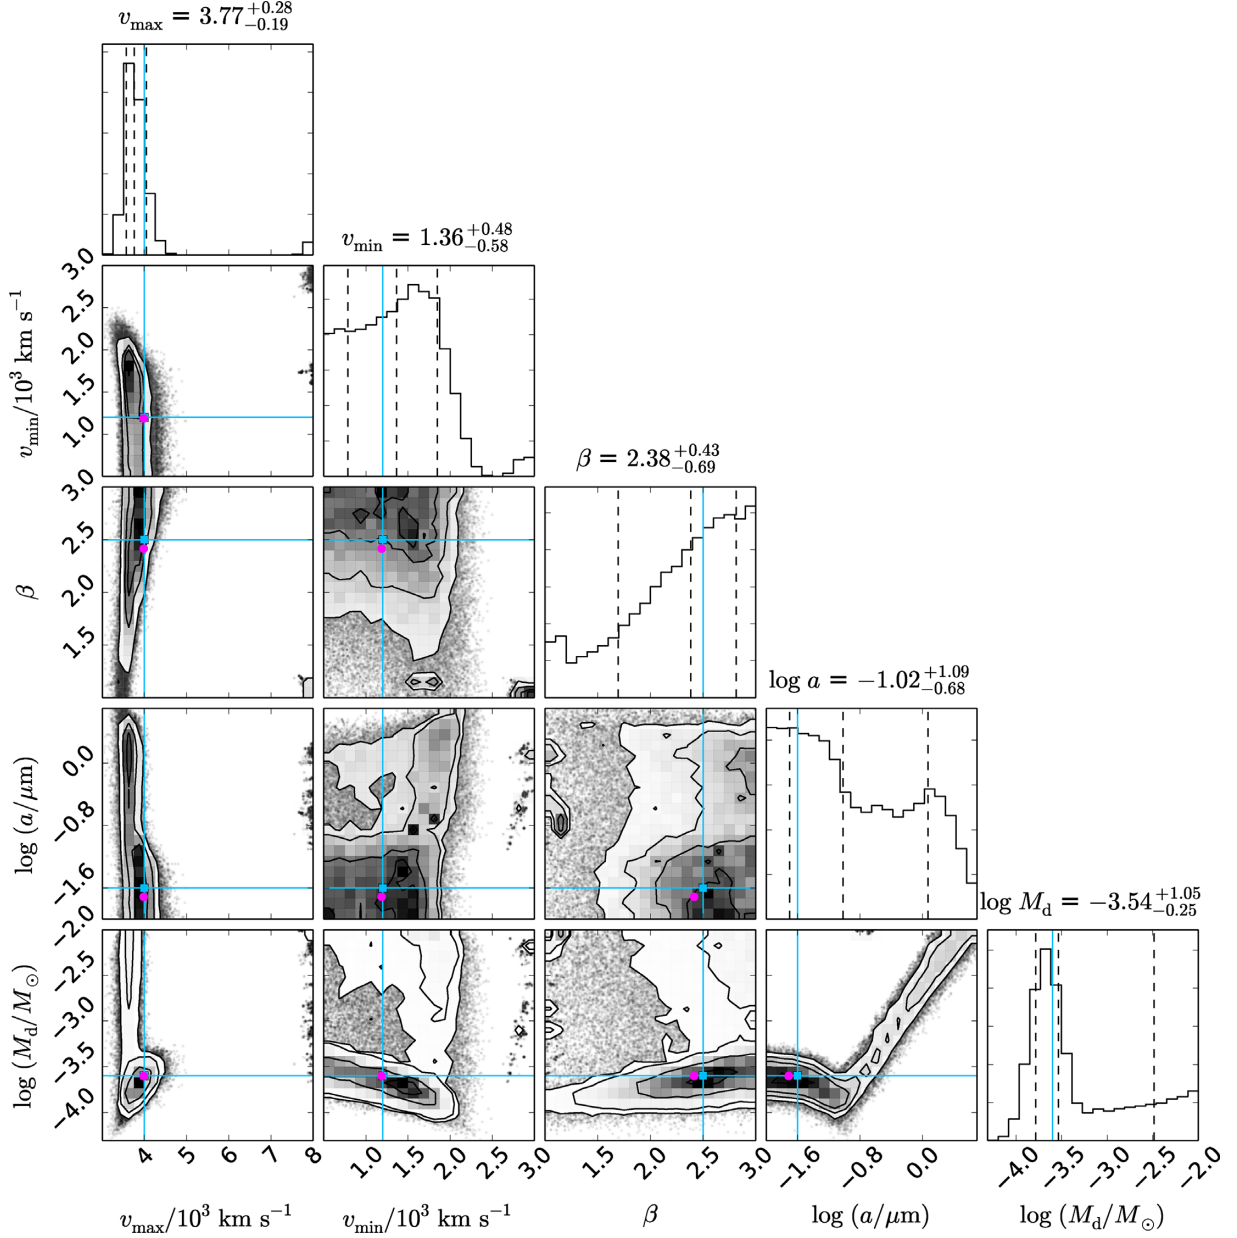 v_max = 3.77 +0.28 −0.19
v_min = 1.36 +0.48 −0.58
β = 2.38 +0.43 −0.69
log a = −1.02 +1.09 −0.68
log M_d = −3.54 +1.05 −0.25
v_min/10³ km s⁻¹
3.0
2.5
2.0
1.5
1.0
3.0
β
3.0
2.5
2.0
1.5
log (a/μm)
0.0
−0.8
−1.6
−2.0
log (M_d/M_⊙)
−2.0
−2.5
−3.0
−3.5
−4.0
4 5 6 7 8
1.0 1.5 2.0 2.5 3.0
1.5 2.0 2.5 3.0
−1.6 −0.8 0.0
−4.0 −3.5 −3.0 −2.5 −2.0
v_max/10³ km s⁻¹
v_min/10³ km s⁻¹
β
log (a/μm)
log (M_d/M_⊙)